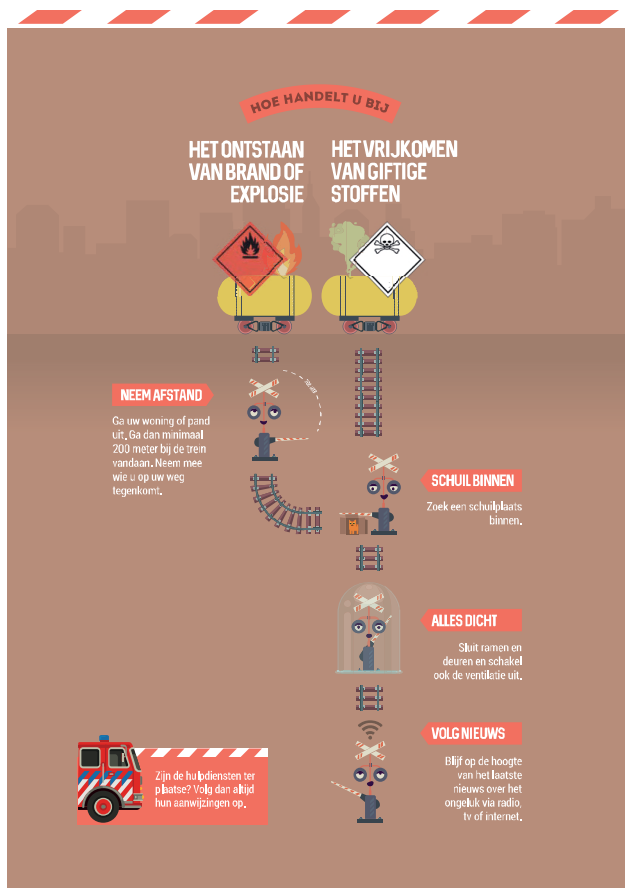 HOE HANDELT U BIJ
HET ONTSTAAN
VAN BRAND OF
EXPLOSIE
HET VRIJKOMEN
VAN GIFTIGE
STOFFEN
NEEM AFSTAND
Ga uw woning of pand
uit. Ga dan minimaal
200 meter bij de trein
vandaan. Neem mee
wie u op uw weg
tegenkomt.
SCHUIL BINNEN
Zoek een schuilplaats
binnen.
ALLES DICHT
Sluit ramen en
deuren en schakel
ook de ventilatie uit.
VOLG NIEUWS
Blijf op de hoogte
van het laatste
nieuws over het
ongeluk via radio,
tv of internet.
Zijn de hulpdiensten ter
plaatse? Volg dan altijd
hun aanwijzingen op.